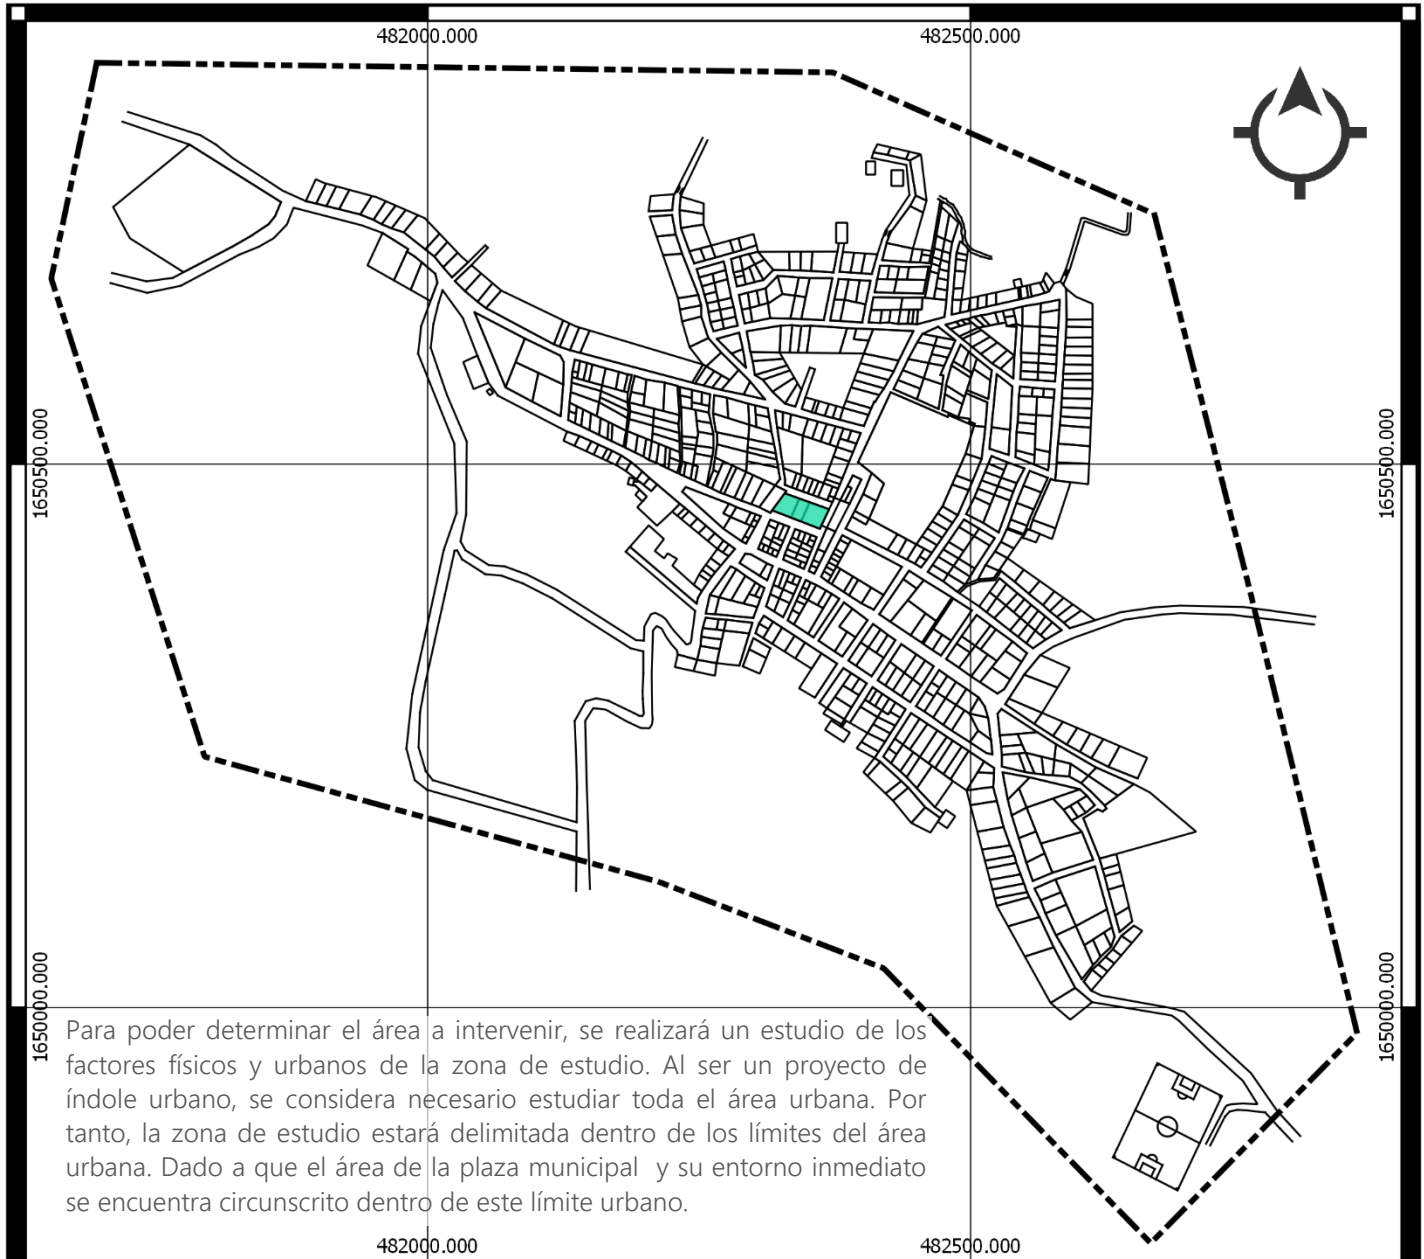 482000.000
482500.000
1650500.000
1650500.000
1650000.000
1650000.000
Para poder determinar el área a intervenir, se realizará un estudio de los
factores físicos y urbanos de la zona de estudio. Al ser un proyecto de
índole urbano, se considera necesario estudiar toda el área urbana. Por
tanto, la zona de estudio estará delimitada dentro de los límites del área
urbana. Dado a que el área de la plaza municipal y su entorno inmediato
se encuentra circunscrito dentro de este límite urbano.
482000.000
482500.000